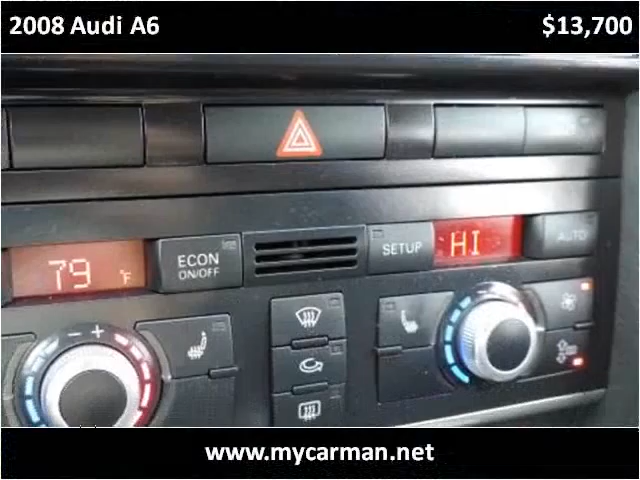 2008 Audi A6
$13,700
79 °F
ECON
ON/OFF
SETUP
HI
AUTO
- +
www.mycarman.net